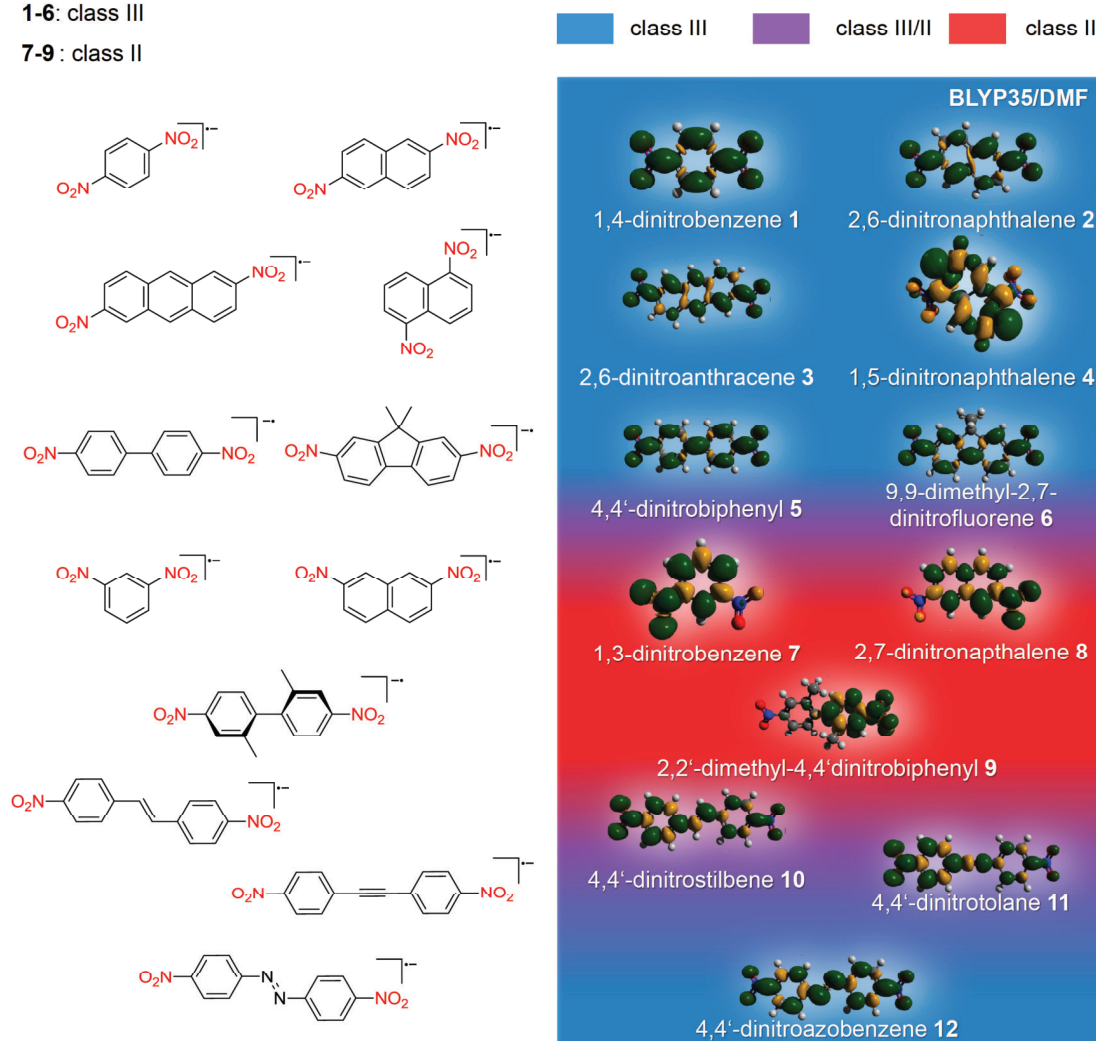 1-6: class III
7-9 : class II
class III
class III/II
class II
BLYP35/DMF
NO2
O2N
•−
NO2
O2N
•−
1,4-dinitrobenzene 1
2,6-dinitronaphthalene 2
NO2
O2N
•−
NO2
NO2
•−
2,6-dinitroanthracene 3
1,5-dinitronaphthalene 4
O2N
NO2
−•
O2N
NO2
−•
4,4‘-dinitrobiphenyl 5
9,9-dimethyl-2,7-
dinitrofluorene 6
O2N
NO2
•−
O2N
NO2
•−
1,3-dinitrobenzene 7
2,7-dinitronapthalene 8
O2N
NO2
−•
2,2‘-dimethyl-4,4‘dinitrobiphenyl 9
O2N
NO2
•−
4,4‘-dinitrostilbene 10
O2N
NO2
•−
4,4‘-dinitrotolane 11
O2N
N
N
NO2
•−
4,4‘-dinitroazobenzene 12